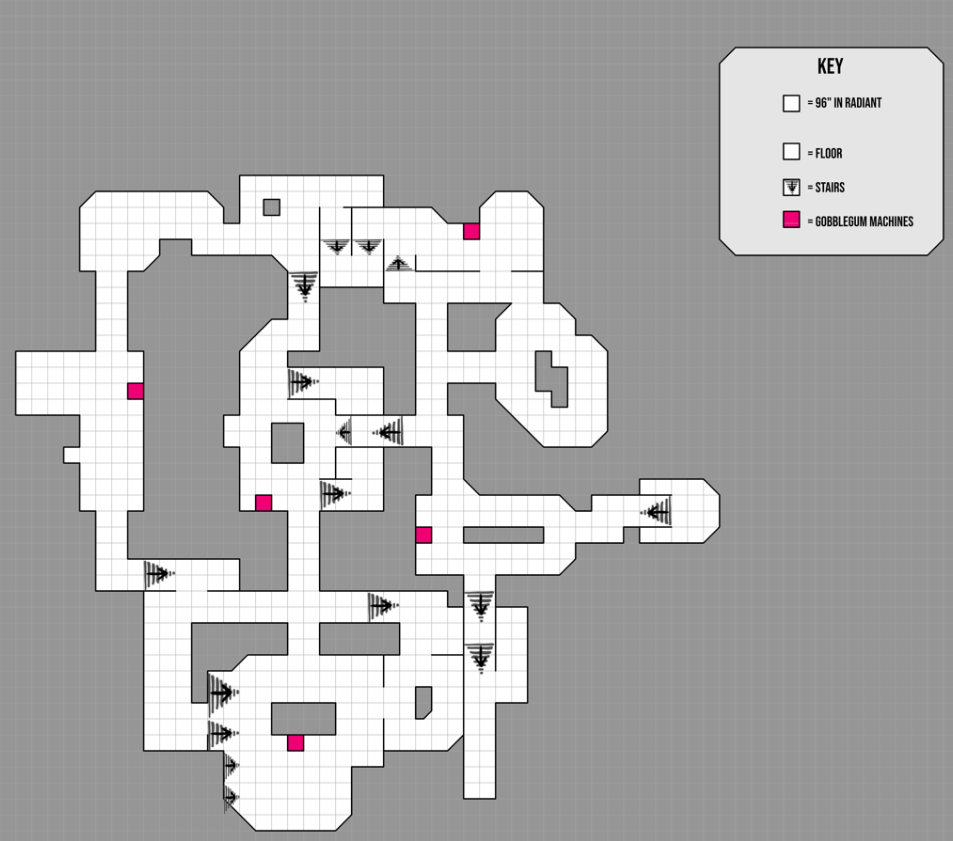 KEY
= 96" IN RADIANT
= FLOOR
= STAIRS
= GOBBLEGUM MACHINES